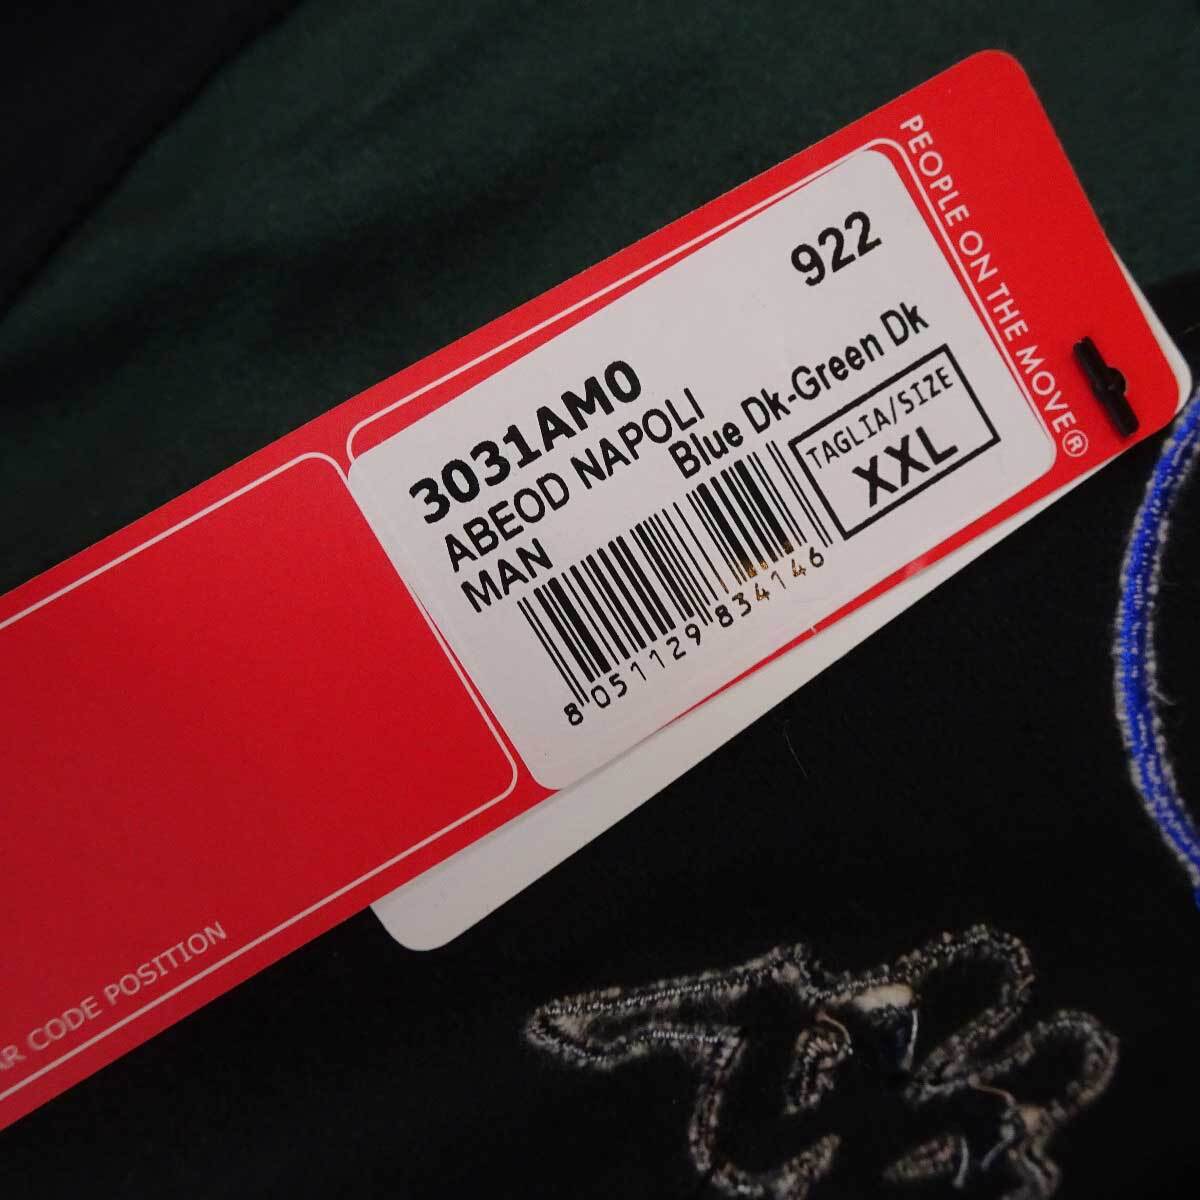 PEOPLE ON THE MOVE®
922
3031AM0
ABEOD NAPOLI
Blue Dk-Green Dk
MAN
TAGLIA/SIZE
XXL
8 051129 834146
CODE POSITION